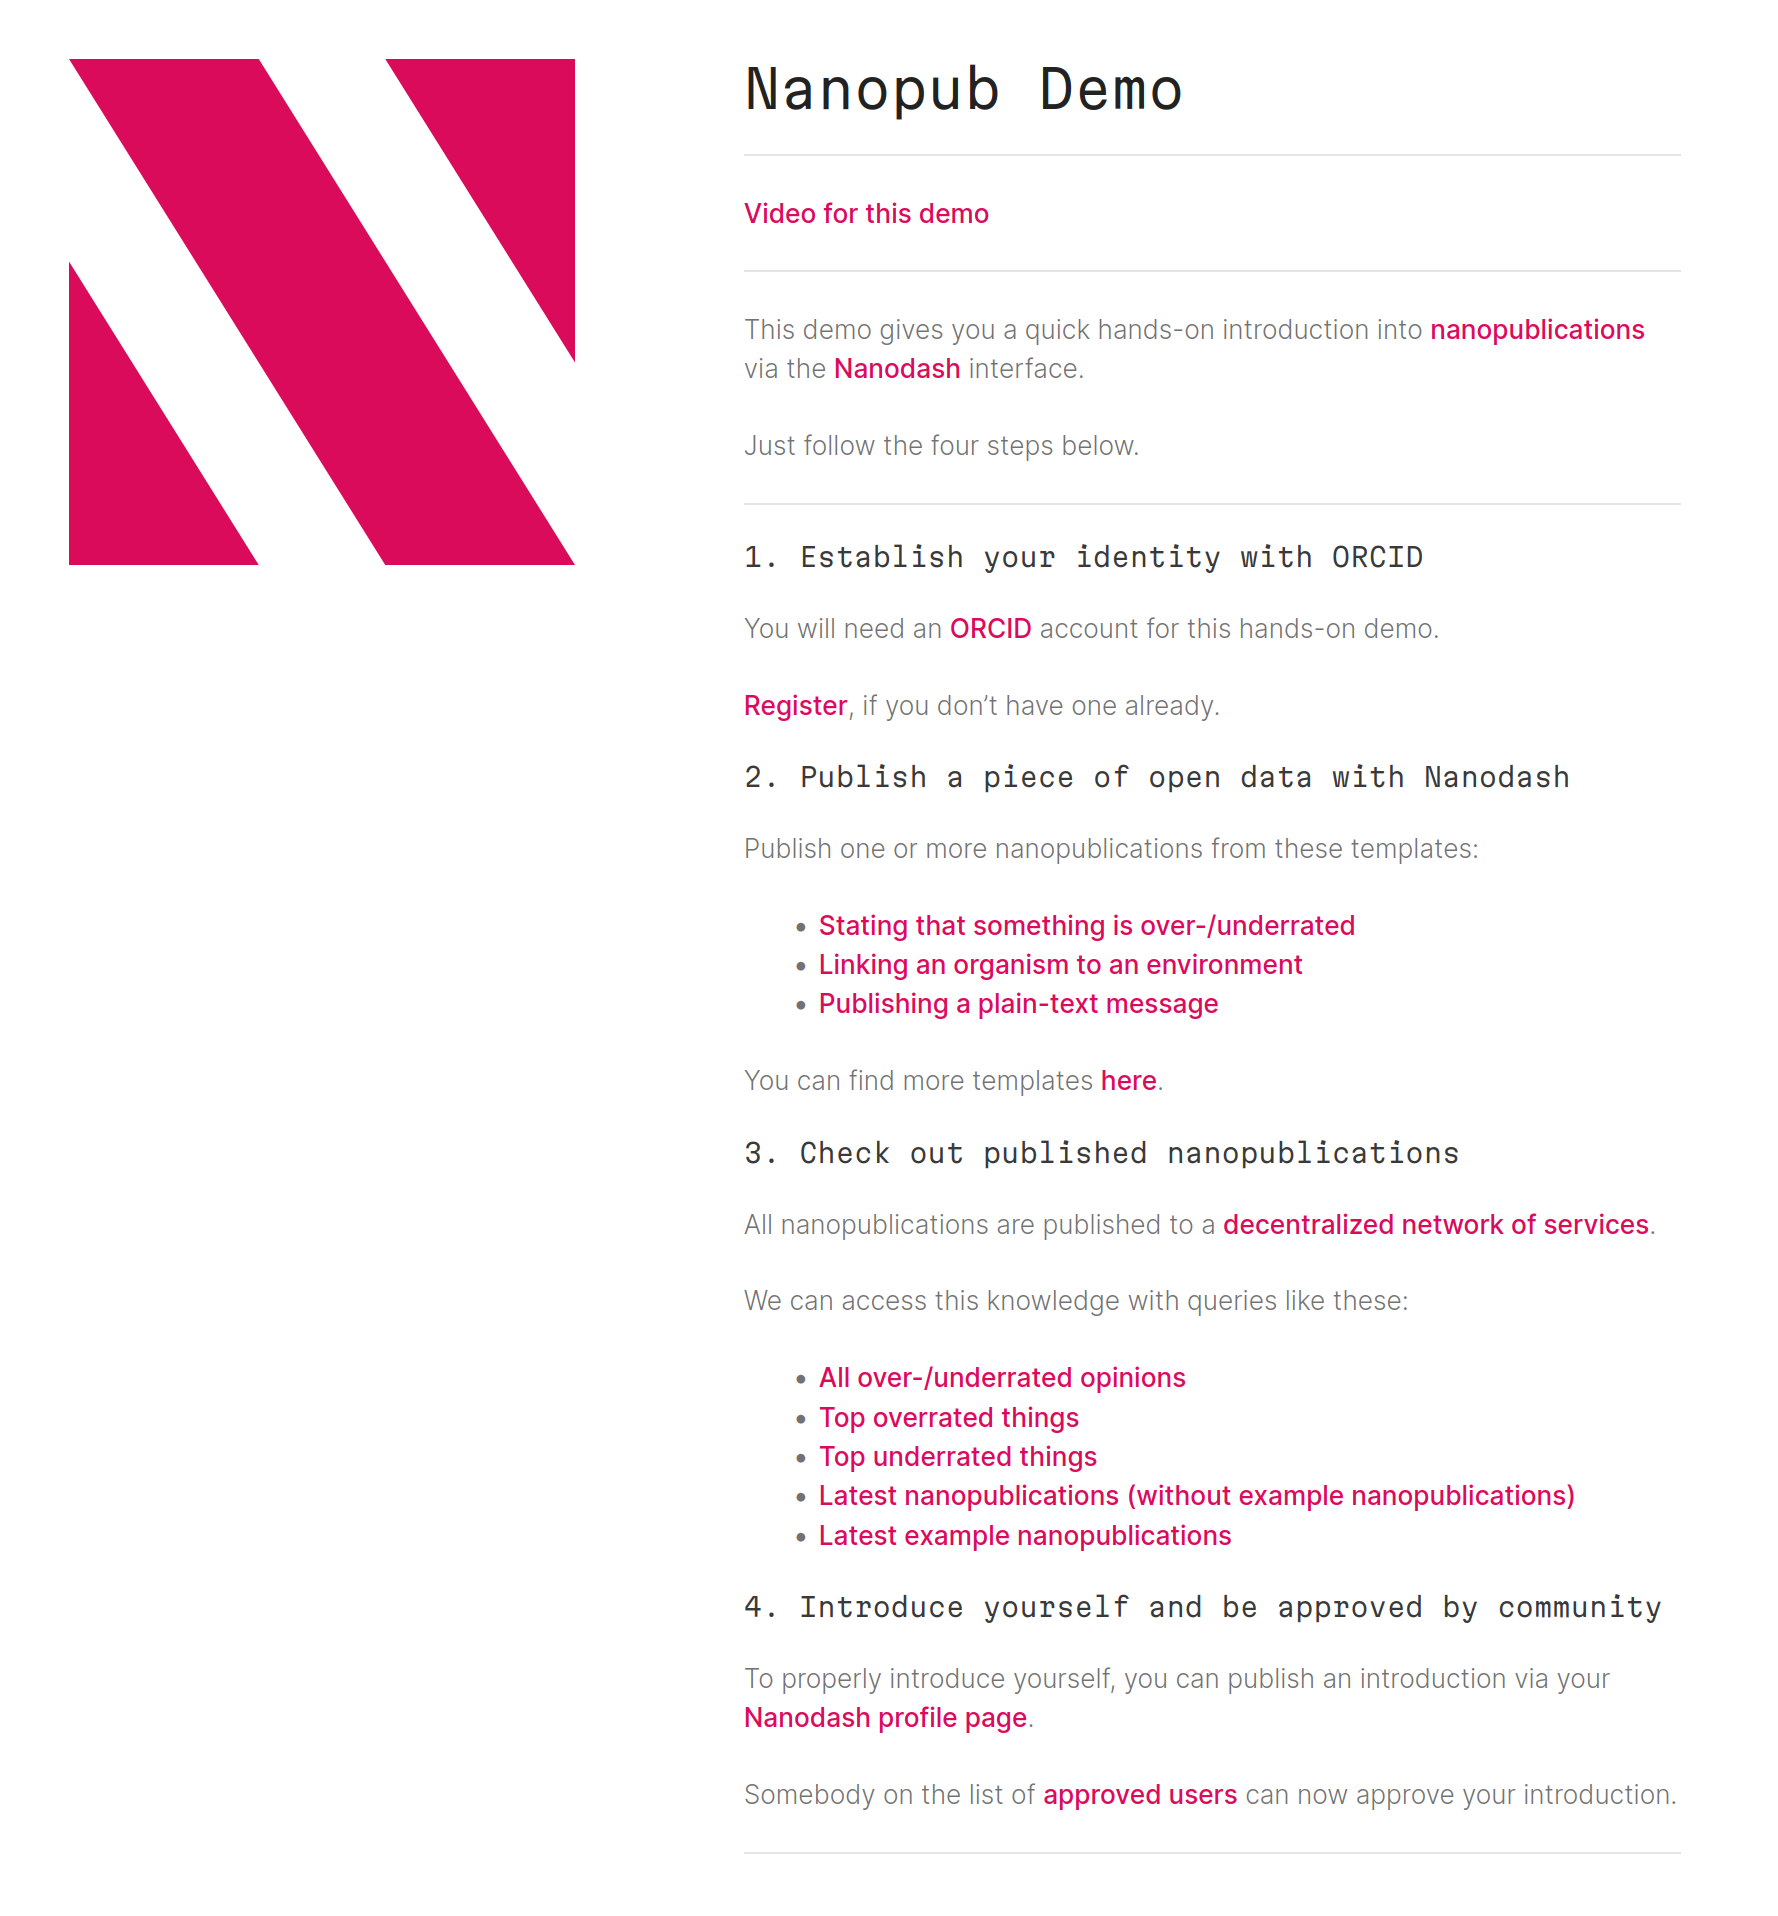 Nanopub Demo
Video for this demo
This demo gives you a quick hands-on introduction into nanopublications
via the Nanodash interface.
Just follow the four steps below.
1. Establish your identity with ORCID
You will need an ORCID account for this hands-on demo.
Register, if you don’t have one already.
2. Publish a piece of open data with Nanodash
Publish one or more nanopublications from these templates:
• Stating that something is over-/underrated
• Linking an organism to an environment
• Publishing a plain-text message
You can find more templates here.
3. Check out published nanopublications
All nanopublications are published to a decentralized network of services.
We can access this knowledge with queries like these:
• All over-/underrated opinions
• Top overrated things
• Top underrated things
• Latest nanopublications (without example nanopublications)
• Latest example nanopublications
4. Introduce yourself and be approved by community
To properly introduce yourself, you can publish an introduction via your
Nanodash profile page.
Somebody on the list of approved users can now approve your introduction.